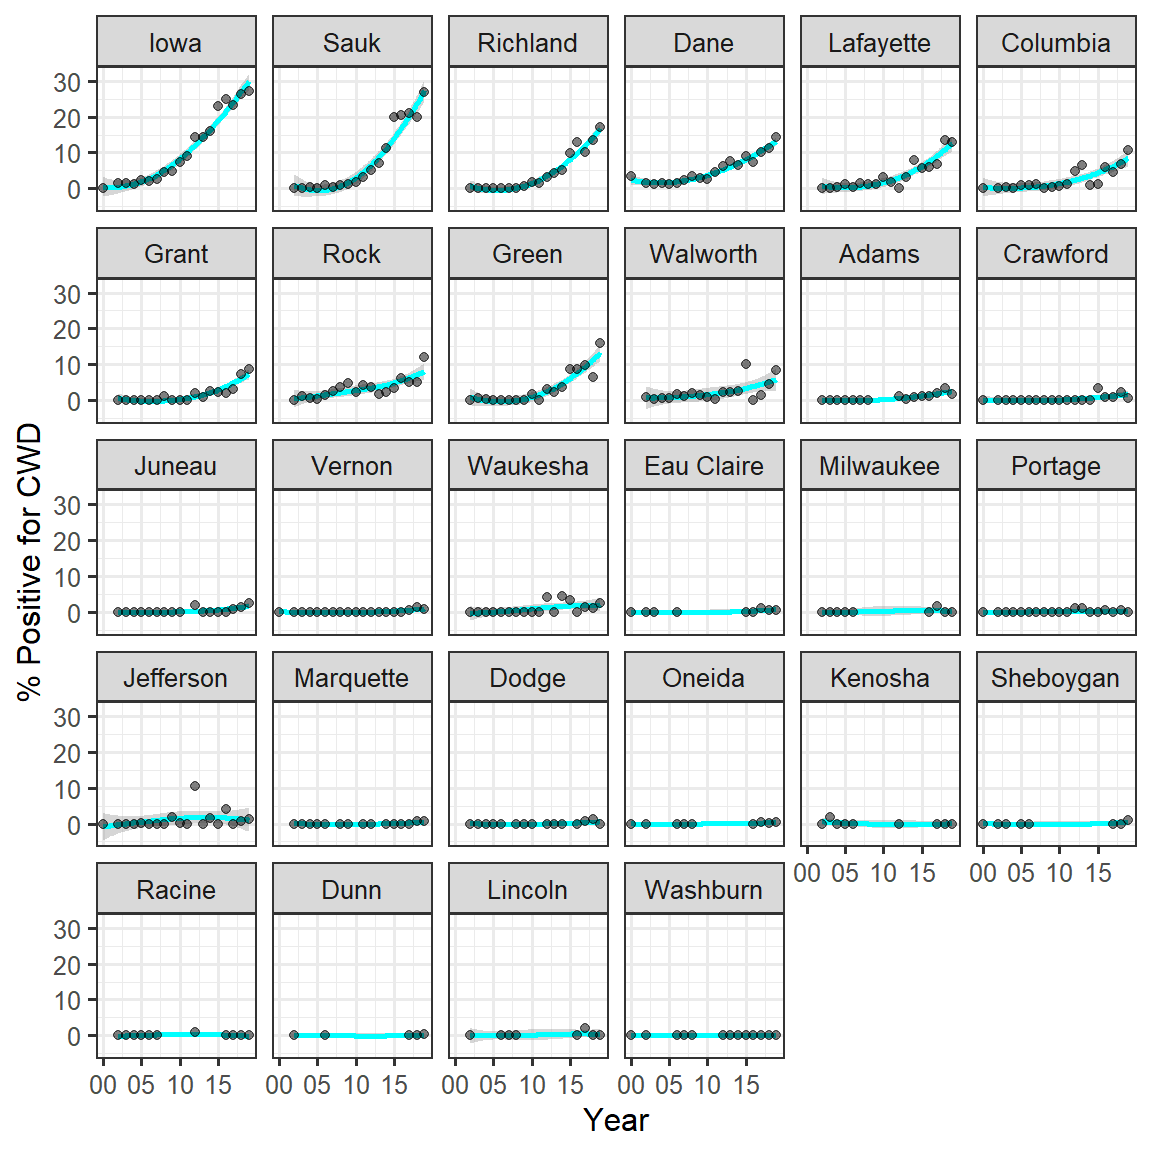 Iowa Sauk Richland Dane Lafayette Columbia
30
20
10
0
Grant Rock Green Walworth Adams Crawford
30
20
10
0
Juneau Vernon Waukesha Eau Claire Milwaukee Portage
30
20
10
0
Jefferson Marquette Dodge Oneida Kenosha Sheboygan
30
20
10
0
00 05 10 15 00 05 10 15
Racine Dunn Lincoln Washburn
30
20
10
0
00 05 10 15 00 05 10 15 00 05 10 15 00 05 10 15
Year
% Positive for CWD